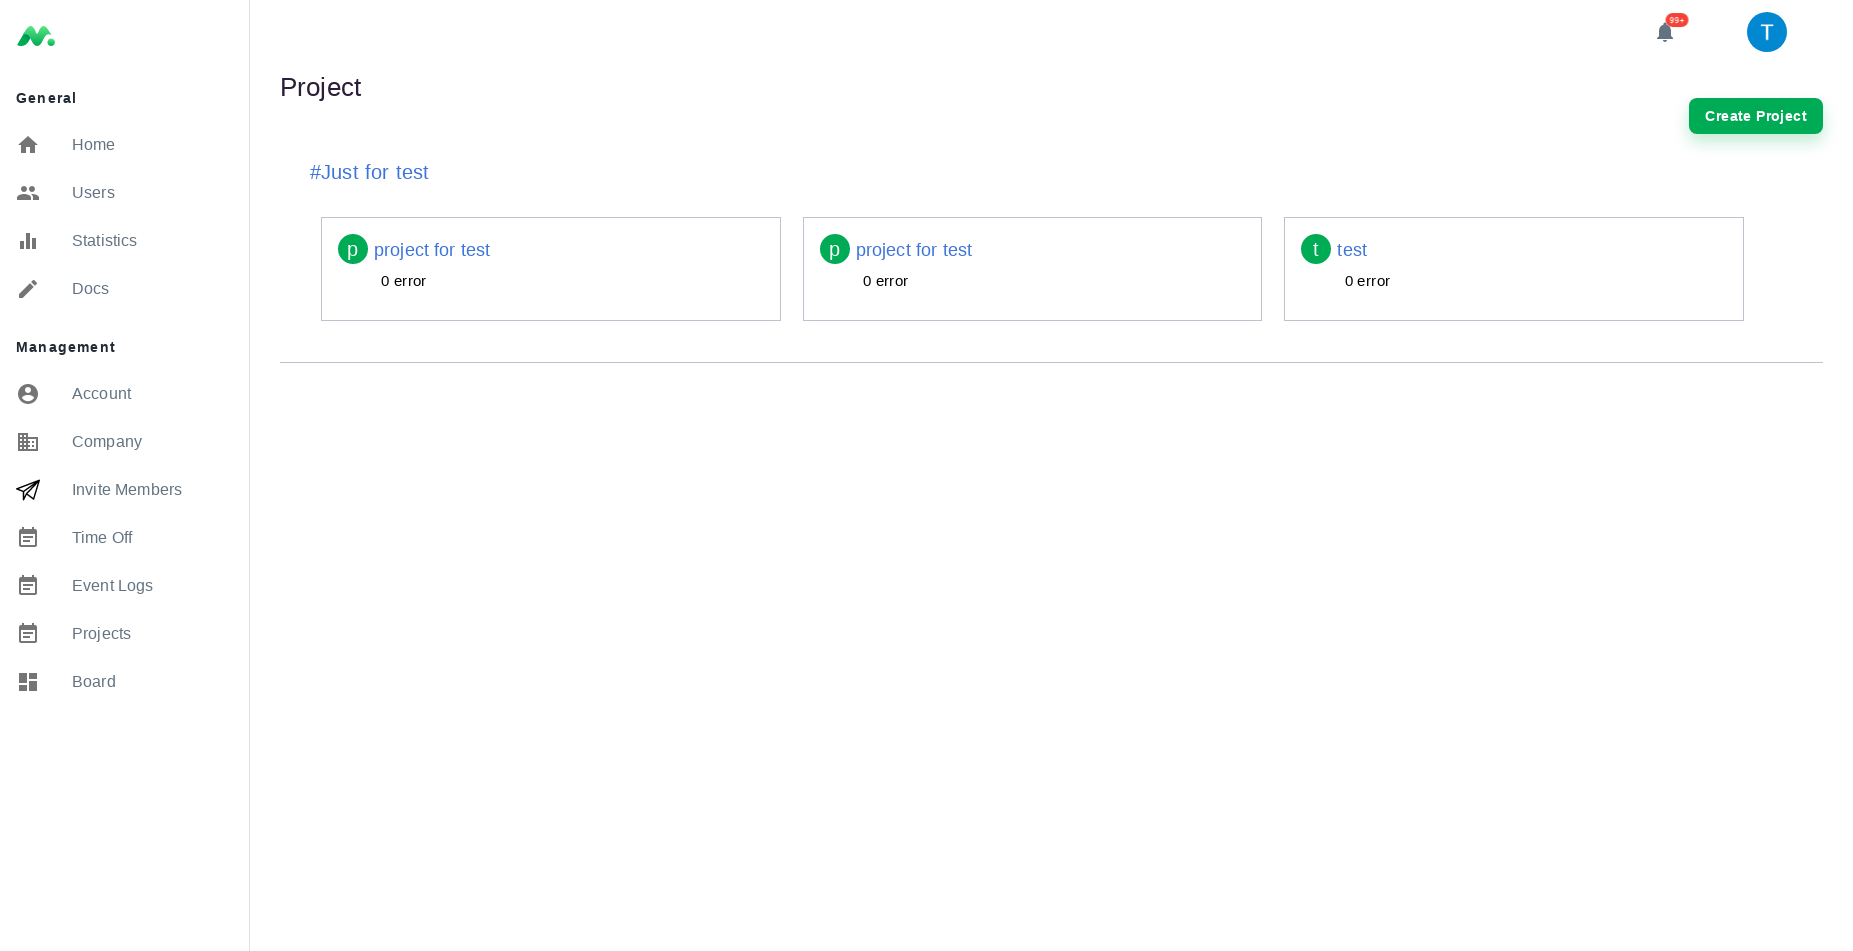 99+
T
Project
Create Project
General
Home
Users
Statistics
Docs
Management
Account
Company
Invite Members
Time Off
Event Logs
Projects
Board
#Just for test
p project for test
0 error
p project for test
0 error
t test
0 error